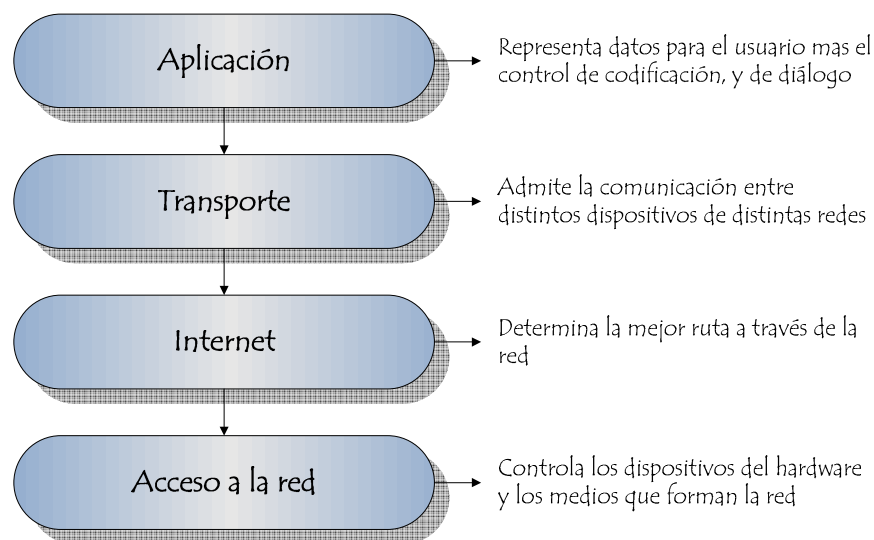 Aplicación
Representa datos para el usuario mas el
control de codificación, y de diálogo
Transporte
Admite la comunicación entre
distintos dispositivos de distintas redes
Internet
Determina la mejor ruta a través de la
red
Acceso a la red
Controla los dispositivos del hardware
y los medios que forman la red